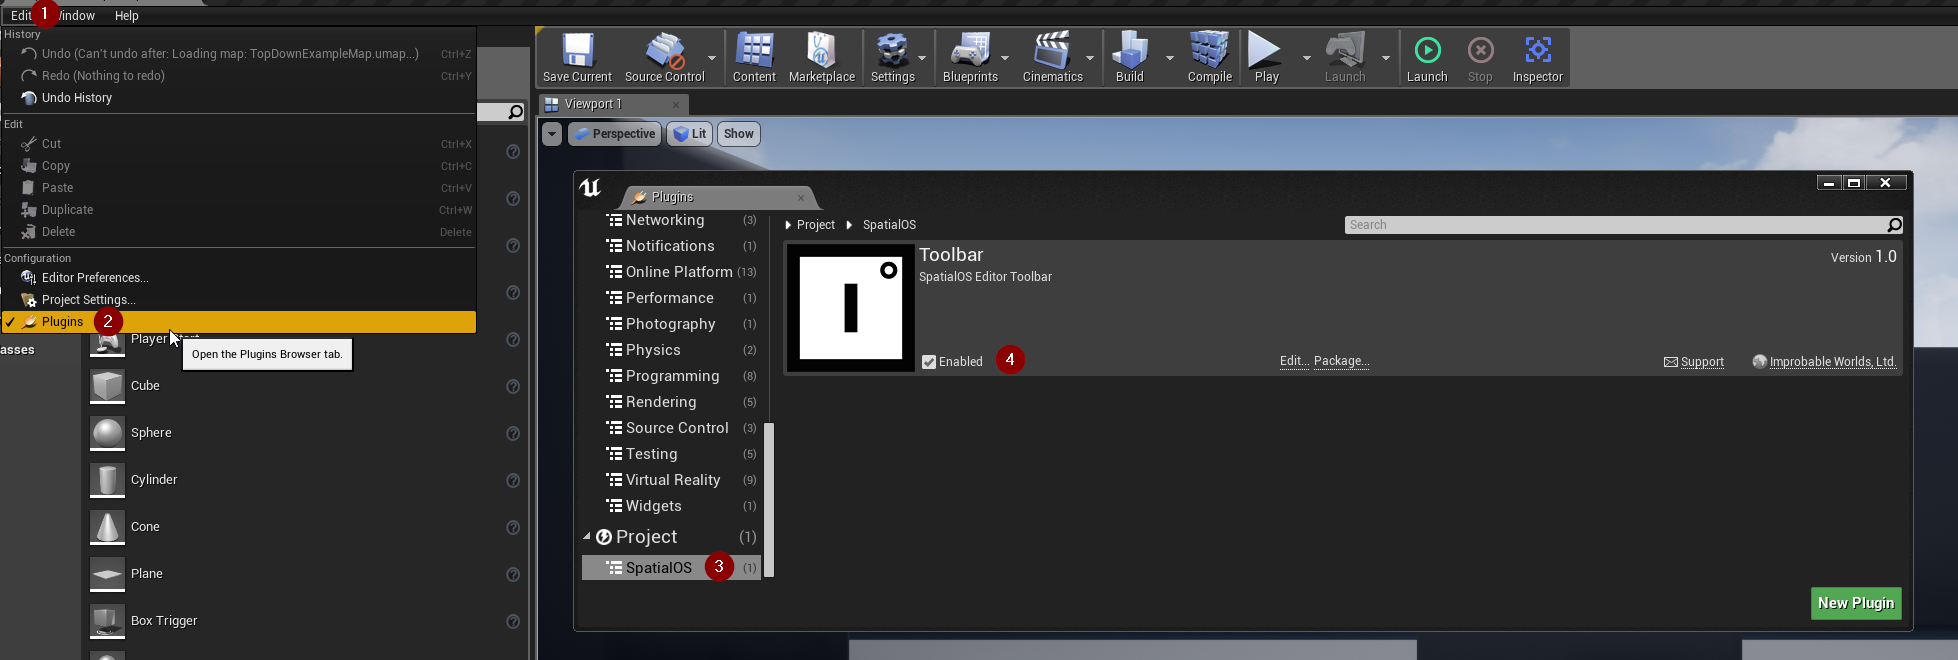 Edit 1 Window Help
History
Undo (Can't undo after: Loading map: TopDownExampleMap.umap...) Ctrl+Z
Redo (Nothing to redo) Ctrl+Y
Undo History
Edit
Cut Ctrl+X
Copy Ctrl+C
Paste Ctrl+V
Duplicate Ctrl+W
Delete Delete
Configuration
Editor Preferences...
Project Settings...
Plugins 2
Open the Plugins Browser tab.
asses
Player Start
Cube
Sphere
Cylinder
Cone
Plane
Box Trigger
Save Current Source Control Content Marketplace Settings Blueprints Cinematics Build Compile Play Launch Launch Stop Inspector
Viewport 1
Perspective Lit Show
Plugins
Networking (3)
Notifications (1)
Online Platform (13)
Performance (1)
Photography (1)
Physics (2)
Programming (8)
Rendering (5)
Source Control (3)
Testing (5)
Virtual Reality (9)
Widgets (1)
Project (1)
SpatialOS 3 (1)
Project SpatialOS
Search
Toolbar Version 1.0
SpatialOS Editor Toolbar
Enabled 4 Edit... Package... Support Improbable Worlds, Ltd.
New Plugin